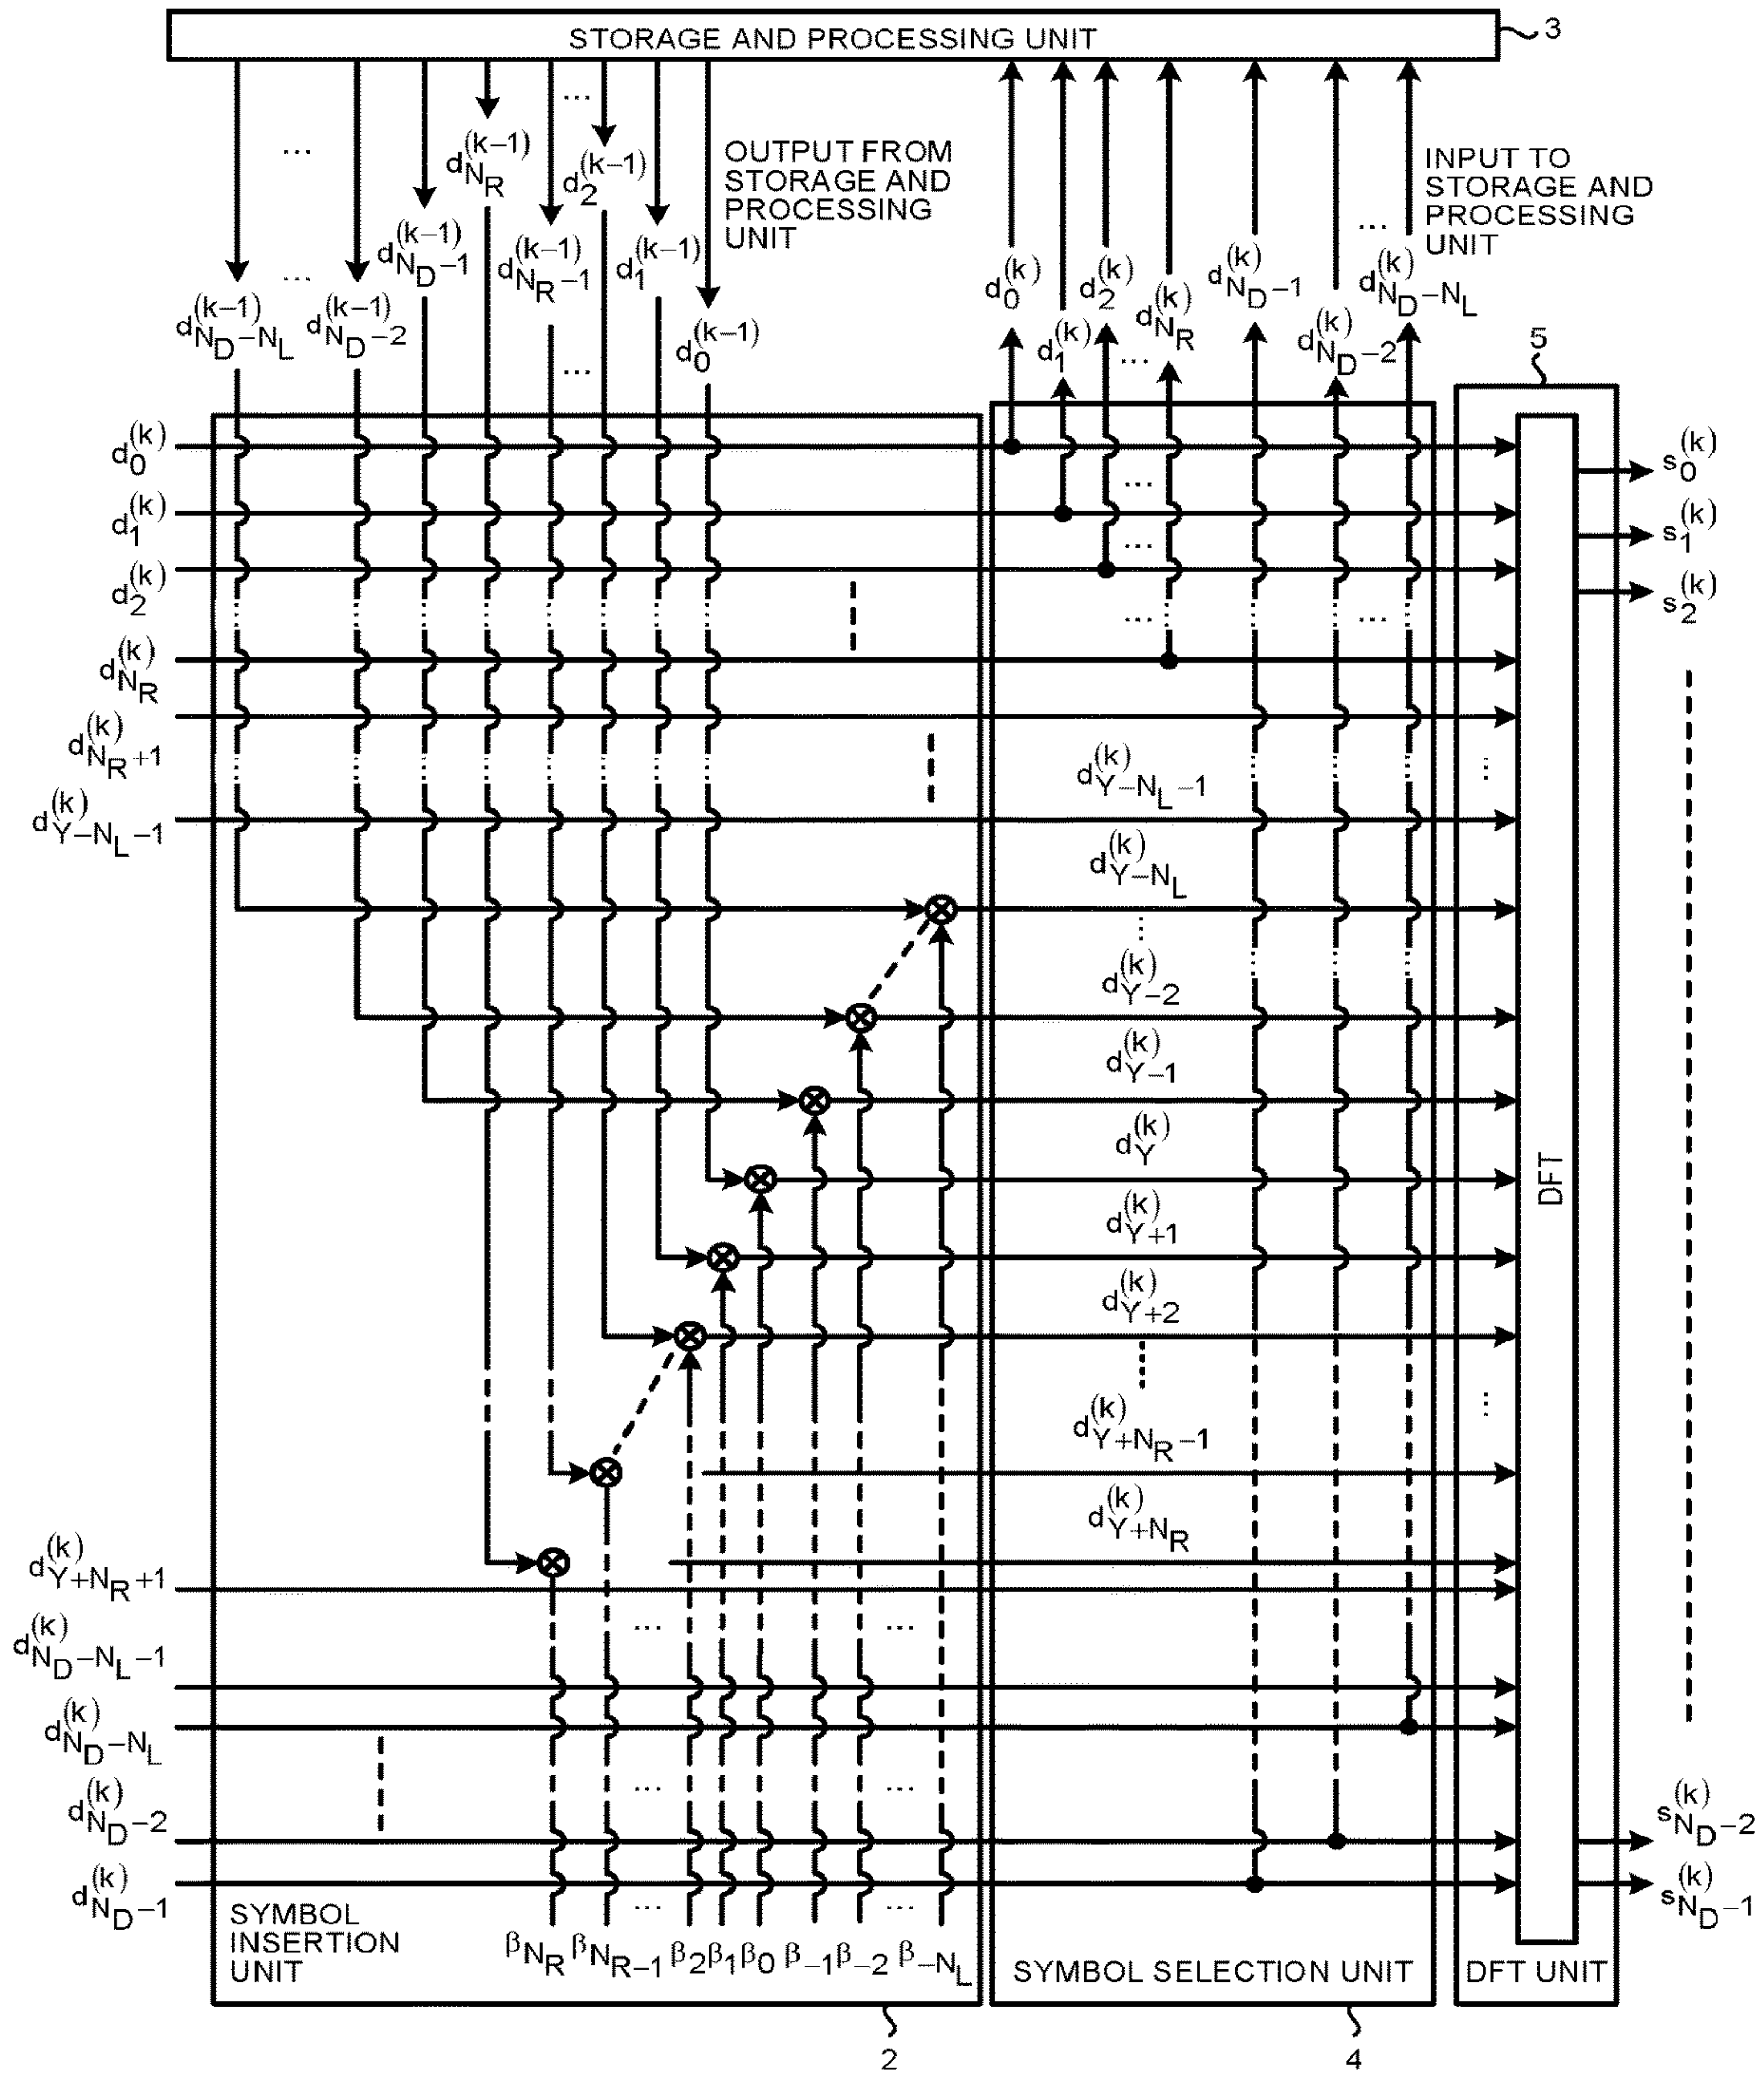 STORAGE AND PROCESSING UNIT
3
...
...
d_{N_R}^{(k-1)}
d_2^{(k-1)}
OUTPUT FROM
STORAGE AND
PROCESSING
UNIT
INPUT TO
STORAGE AND
PROCESSING
UNIT
...
d_{N_D-1}^{(k-1)}
d_{N_R-1}^{(k-1)}
d_1^{(k-1)}
...
d_{N_D-N_L}^{(k-1)}
d_{N_D-2}^{(k-1)}
...
d_0^{(k-1)}
d_0^{(k)}
d_1^{(k)}
d_2^{(k)}
...
d_{N_R}^{(k)}
d_{N_D-1}^{(k)}
d_{N_D-2}^{(k)}
d_{N_D-N_L}^{(k)}
5
d_0^{(k)}
s_0^{(k)}
...
d_1^{(k)}
s_1^{(k)}
...
d_2^{(k)}
s_2^{(k)}
...
...
d_{N_R}^{(k)}
d_{N_R+1}^{(k)}
d_{Y-N_L-1}^{(k)}
d_{Y-N_L-1}^{(k)}
d_{Y-N_L}^{(k)}
d_{Y-2}^{(k)}
d_{Y-1}^{(k)}
d_Y^{(k)}
DFT
d_{Y+1}^{(k)}
d_{Y+2}^{(k)}
d_{Y+N_R-1}^{(k)}
d_{Y+N_R}^{(k)}
d_{Y+N_R+1}^{(k)}
...
...
d_{N_D-N_L-1}^{(k)}
d_{N_D-N_L}^{(k)}
...
...
d_{N_D-2}^{(k)}
s_{N_D-2}^{(k)}
d_{N_D-1}^{(k)}
s_{N_D-1}^{(k)}
...
...
SYMBOL
INSERTION
UNIT
β_{N_R} β_{N_R-1} β_2 β_1 β_0 β_{-1} β_{-2} β_{-N_L}
SYMBOL SELECTION UNIT
DFT UNIT
2
4